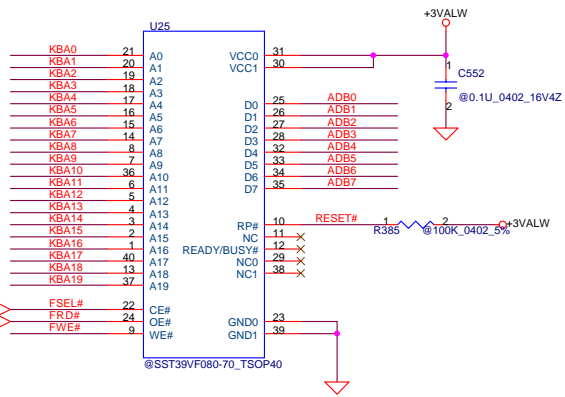 U25
+3VALW
KBA0 21 A0 VCC0 31
KBA1 20 A1 VCC1 30
KBA2 19 A2
KBA3 18 A3
KBA4 17 A4 D0 25 ADB0
KBA5 16 A5 D1 26 ADB1
KBA6 15 A6 D2 27 ADB2
KBA7 14 A7 D3 28 ADB3
KBA8 8 A8 D4 32 ADB4
KBA9 7 A9 D5 33 ADB5
KBA10 36 A10 D6 34 ADB6
KBA11 6 A11 D7 35 ADB7
KBA12 5 A12
KBA13 4 A13
KBA14 3 A14 RP# 10 RESET# 1 2 +3VALW
KBA15 2 A15 NC 11 R385 @100K_0402_5%
KBA16 1 A16 READY/BUSY# 12
KBA17 40 A17 NC0 29
KBA18 13 A18 NC1 38
KBA19 37 A19
1
C552
@0.1U_0402_16V4Z
2
FSEL# 22 CE# GND0 23
FRD# 24 OE# GND1 39
FWE# 9 WE#
@SST39VF080-70_TSOP40